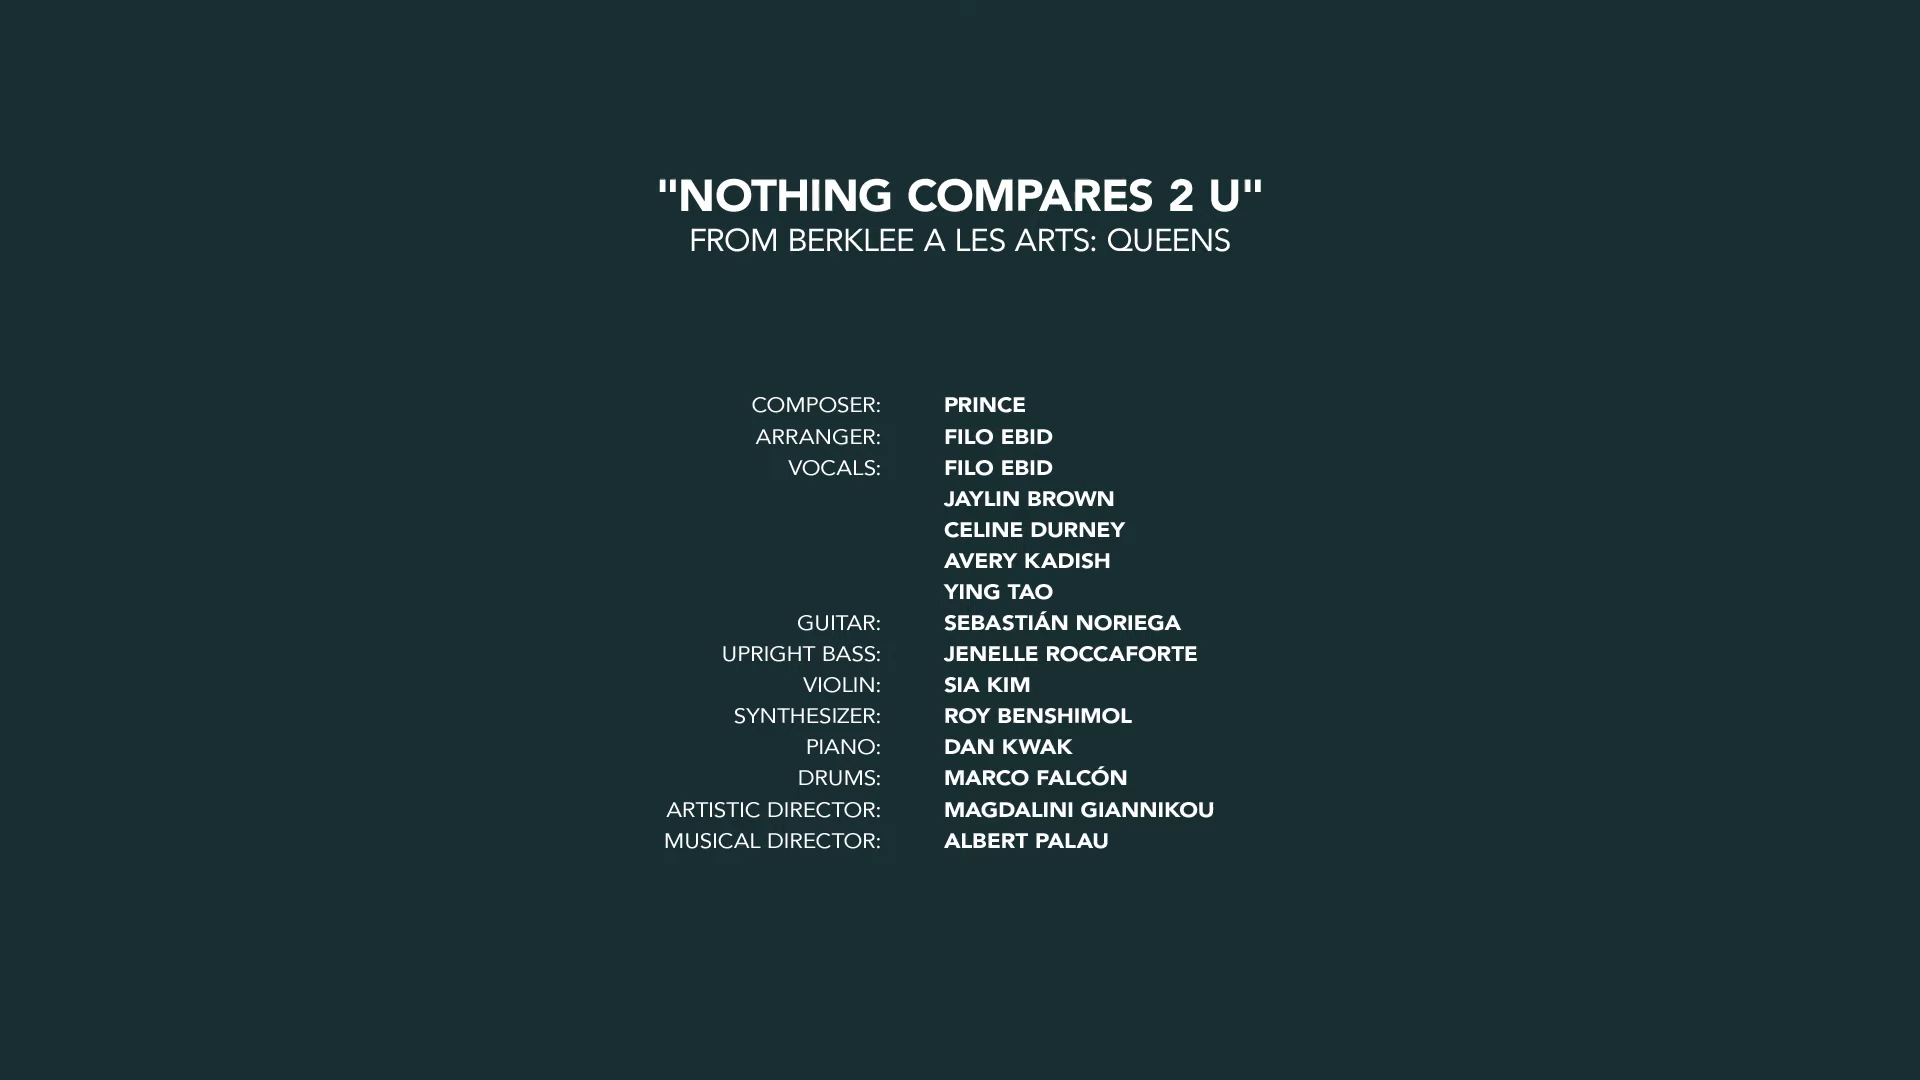 "NOTHING COMPARES 2 U"
FROM BERKLEE A LES ARTS: QUEENS
COMPOSER: PRINCE
ARRANGER: FILO EBID
VOCALS: FILO EBID
JAYLIN BROWN
CELINE DURNEY
AVERY KADISH
YING TAO
GUITAR: SEBASTIÁN NORIEGA
UPRIGHT BASS: JENELLE ROCCAFORTE
VIOLIN: SIA KIM
SYNTHESIZER: ROY BENSHIMOL
PIANO: DAN KWAK
DRUMS: MARCO FALCÓN
ARTISTIC DIRECTOR: MAGDALINI GIANNIKOU
MUSICAL DIRECTOR: ALBERT PALAU